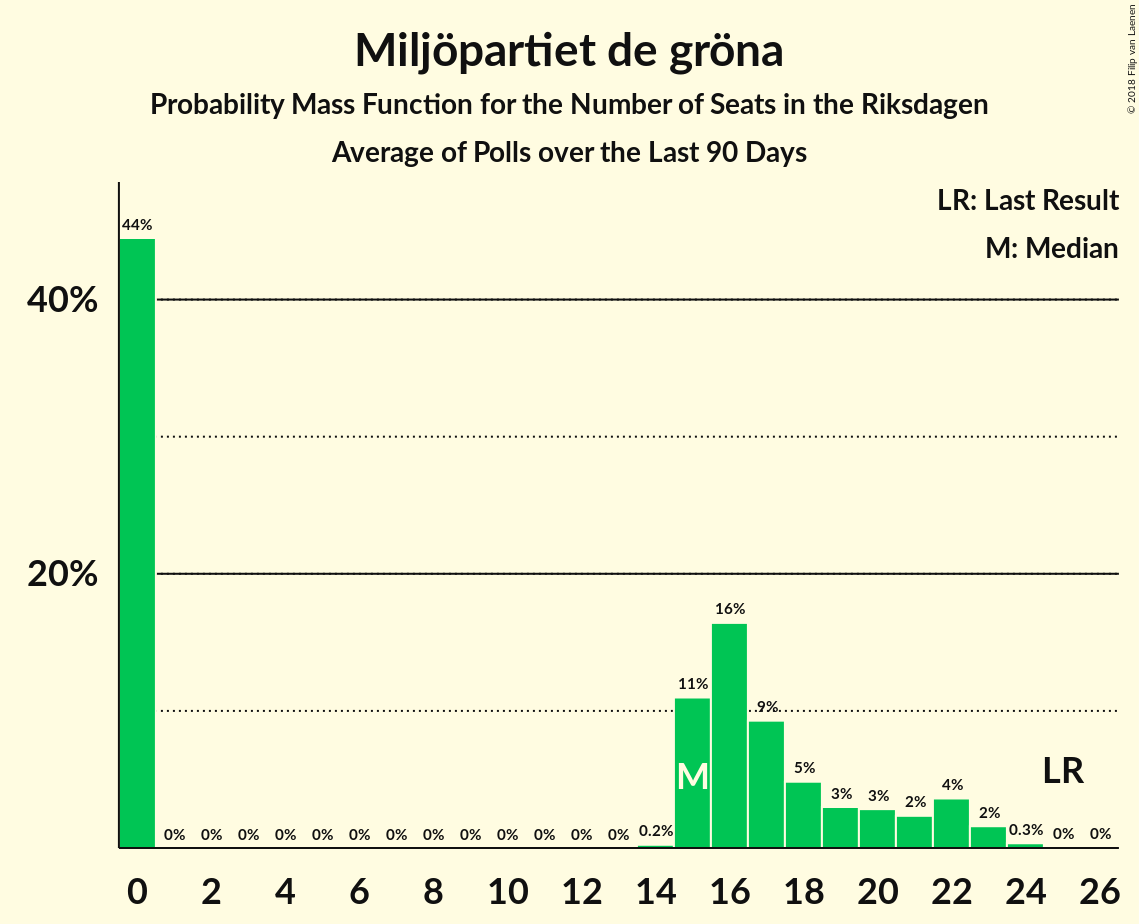 Miljöpartiet de gröna
Probability Mass Function for the Number of Seats in the Riksdagen
Average of Polls over the Last 90 Days
© 2018 Filip van Laenen
LR: Last Result
M: Median
40%
20%
44%
0% 0% 0% 0% 0% 0% 0% 0% 0% 0% 0% 0% 0% 0.2% 11% 16% 9% 5% 3% 3% 2% 4% 2% 0.3% 0% 0%
M
LR
0 2 4 6 8 10 12 14 16 18 20 22 24 26